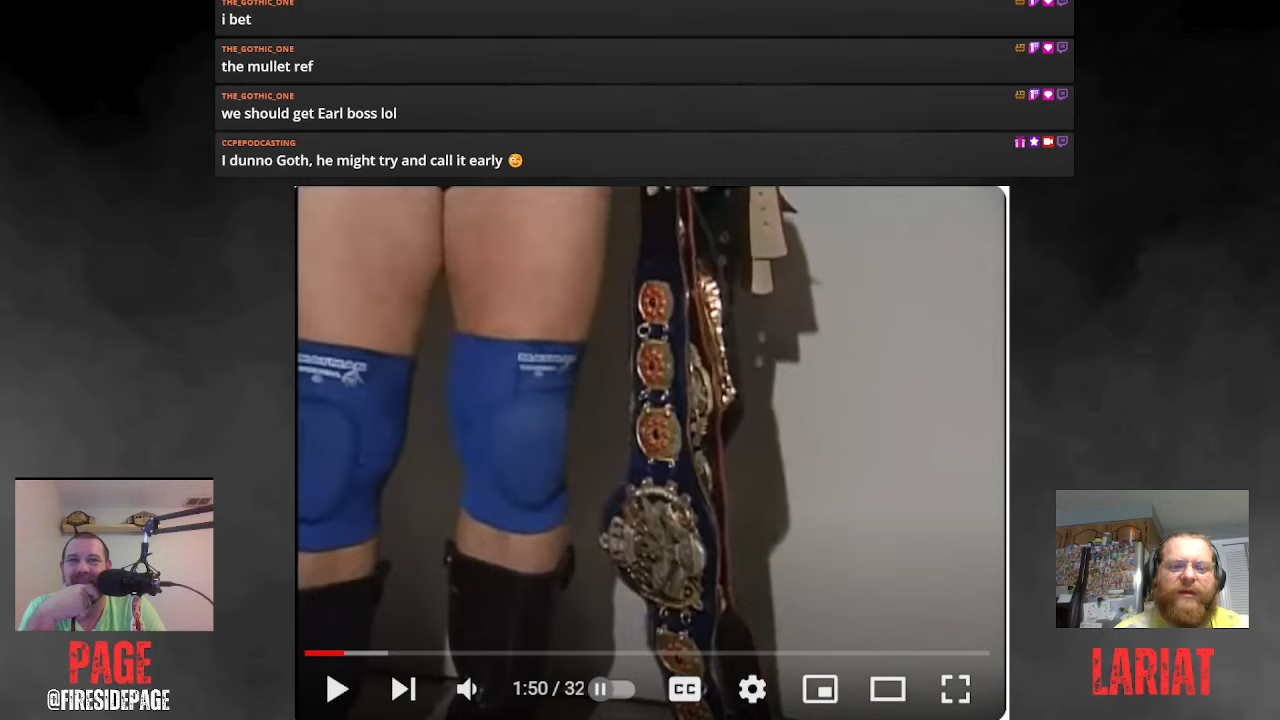 THE_GOTHIC_ONE
i bet
THE_GOTHIC_ONE
the mullet ref
THE_GOTHIC_ONE
we should get Earl boss lol
CCPEPODCASTING
I dunno Goth, he might try and call it early
1:50 / 32
CC
PAGE
@FIRESIDEPAGE
LARIAT